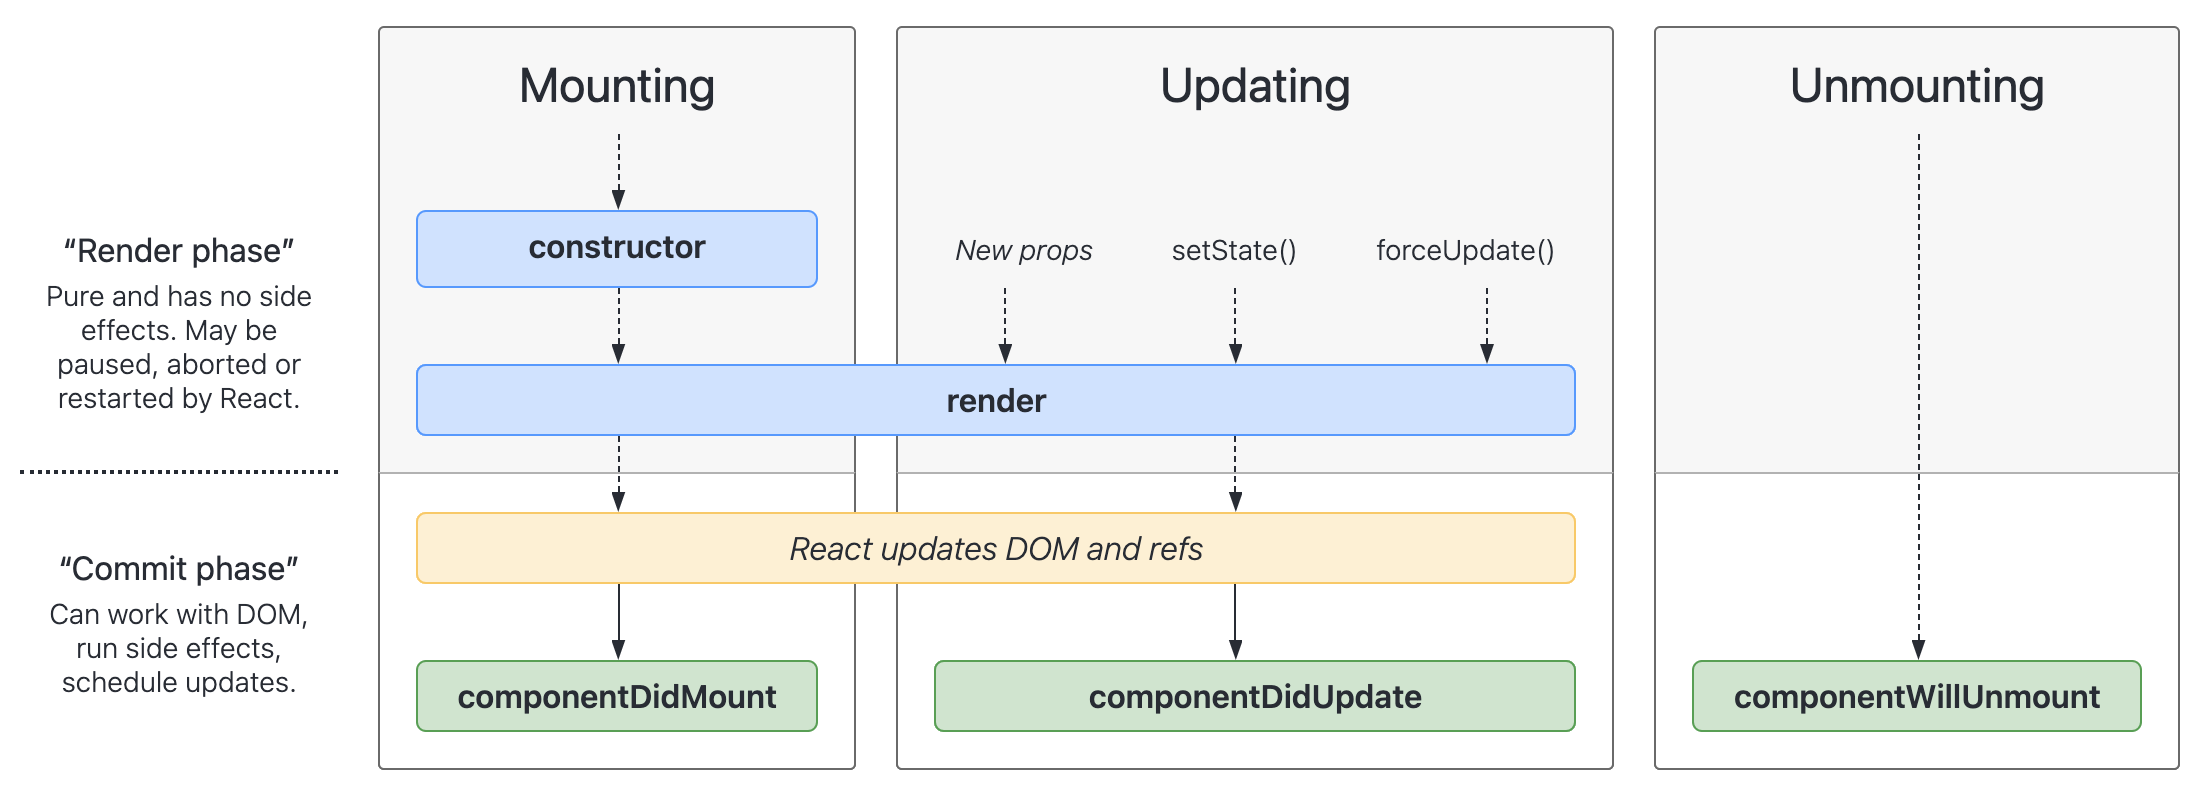 Mounting
Updating
Unmounting
“Render phase”
Pure and has no side
effects. May be
paused, aborted or
restarted by React.
constructor
New props
setState()
forceUpdate()
render
“Commit phase”
Can work with DOM,
run side effects,
schedule updates.
React updates DOM and refs
componentDidMount
componentDidUpdate
componentWillUnmount